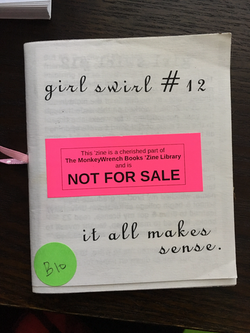 girl swirl #12
This 'zine is a cherished part of
The MonkeyWrench Books 'Zine Library
and is
NOT FOR SALE
it all makes
sense.
B10